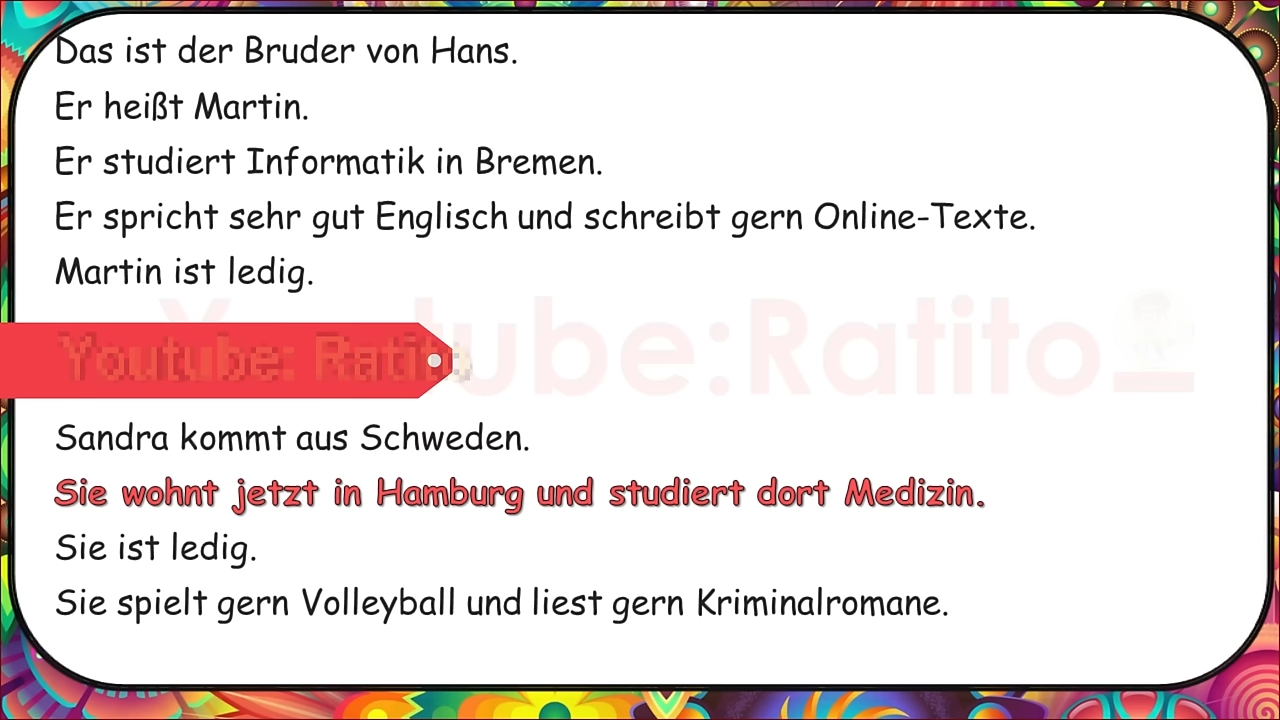 Das ist der Bruder von Hans.
Er heißt Martin.
Er studiert Informatik in Bremen.
Er spricht sehr gut Englisch und schreibt gern Online-Texte.
Martin ist ledig.
Youtube:Ratito
Youtube: Ratito
Sandra kommt aus Schweden.
Sie wohnt jetzt in Hamburg und studiert dort Medizin.
Sie ist ledig.
Sie spielt gern Volleyball und liest gern Kriminalromane.